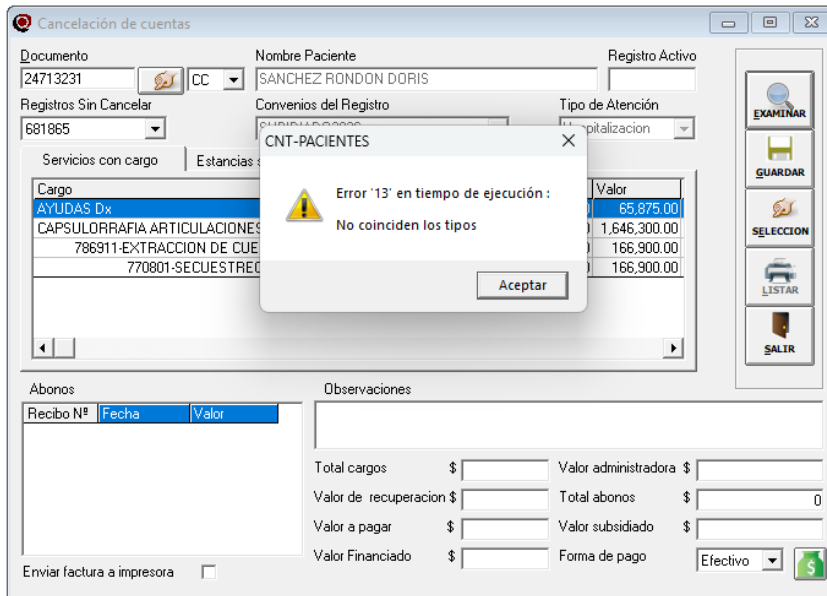 Cancelación de cuentas
Documento Nombre Paciente Registro Activo
24713231 CC SANCHEZ RONDON DORIS
Registros Sin Cancelar Convenios del Registro Tipo de Atención
681865
CNT-PACIENTES
Error '13' en tiempo de ejecución :
No coinciden los tipos
Aceptar
Servicios con cargo Estancias
Cargo Valor
AYUDAS Dx 65,875.00
CAPSULORRAFIA ARTICULACIONES 1,646,300.00
786911-EXTRACCION DE CUE 166,900.00
770801-SECUESTREC 166,900.00
EXAMINAR
GUARDAR
SELECCION
LISTAR
SALIR
Abonos Observaciones
Recibo Nº Fecha Valor
Total cargos $ Valor administradora $
Valor de recuperacion $ Total abonos $ 0
Valor a pagar $ Valor subsidiado $
Valor Financiado $ Forma de pago Efectivo
Enviar factura a impresora